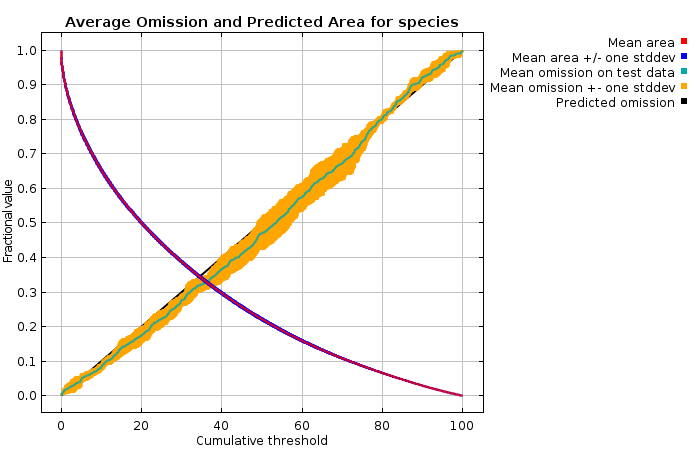 Average Omission and Predicted Area for species
Mean area
Mean area +/- one stddev
Mean omission on test data
Mean omission +- one stddev
Predicted omission
Fractional value
1.0
0.9
0.8
0.7
0.6
0.5
0.4
0.3
0.2
0.1
0.0
0 20 40 60 80 100
Cumulative threshold